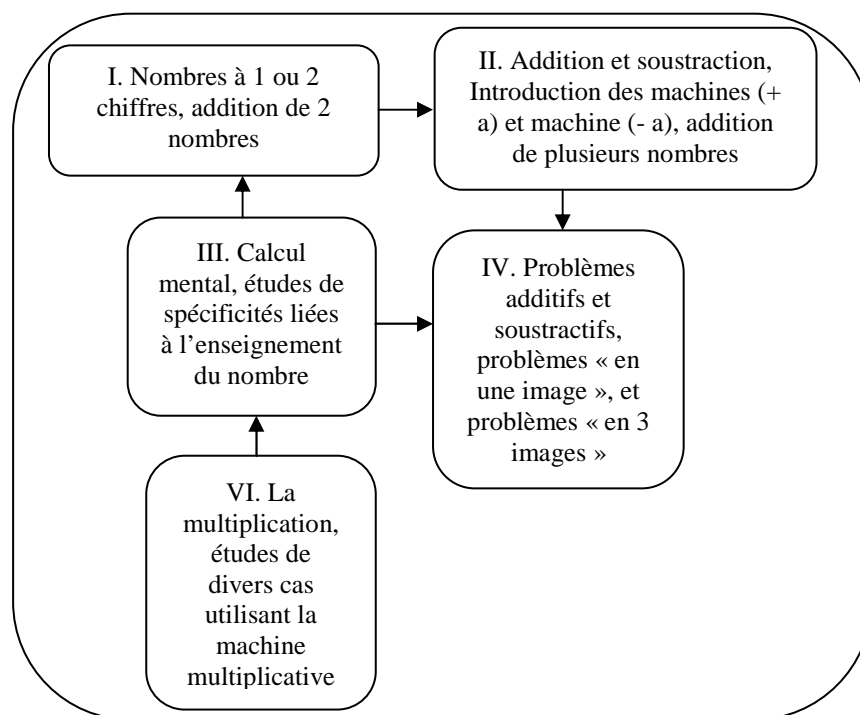 I. Nombres à 1 ou 2
chiffres, addition de 2
nombres
II. Addition et soustraction,
Introduction des machines (+
a) et machine (- a), addition
de plusieurs nombres
III. Calcul
mental, études de
spécificités liées
à l’enseignement
du nombre
IV. Problèmes
additifs et
soustractifs,
problèmes « en
une image », et
problèmes « en 3
images »
VI. La
multiplication,
études de
divers cas
utilisant la
machine
multiplicative